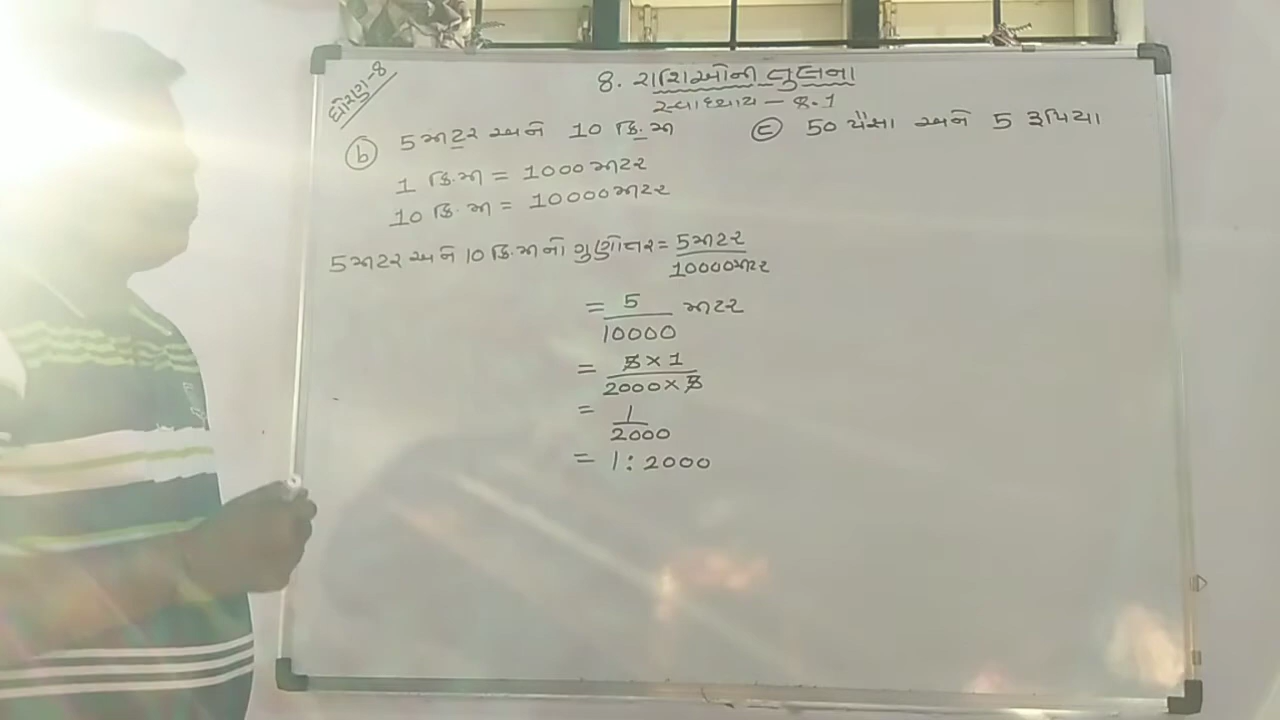 ધોરણ-8
8. રાશિઓની તુલના
સ્વાધ્યાય - 8.1
b 5 મીટર અને 10 કિ.મી
1 કિ.મી = 1000 મીટર
10 કિ.મી = 10000 મીટર
5 મીટર અને 10 કિ.મીનો ગુણોત્તર = 5 મીટર / 10000 મીટર
= 5 / 10000 મીટર
= 5 × 1 / 2000 × 5
= 1 / 2000
= 1 : 2000
c 50 પૈસા અને 5 રૂપિયા